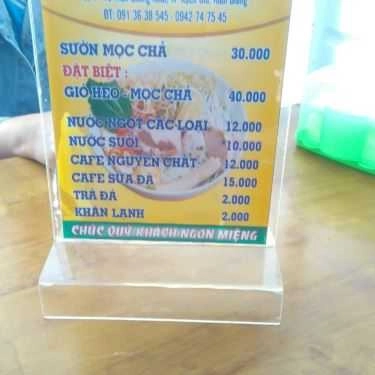 ĐT: 091 36 38 545 - 0942 74 75 45
SƯỜN MỌC CHẢ 30.000
ĐẶT BIỆT :
GIÒ HEO - MỌC CHẢ 40.000
NƯỚC NGỌT CÁC LOẠI 12.000
NƯỚC SUỐI 10.000
CAFE NGUYÊN CHẤT 12.000
CAFE SỮA ĐÁ 15.000
TRÀ ĐÁ 2.000
KHĂN LẠNH 2.000
CHÚC QUÝ KHÁCH NGON MIỆNG